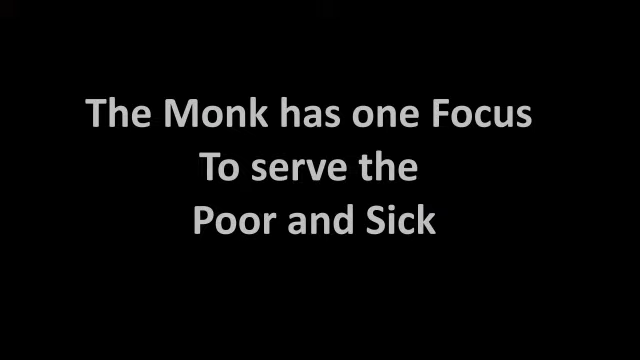 The Monk has one Focus
To serve the
Poor and Sick